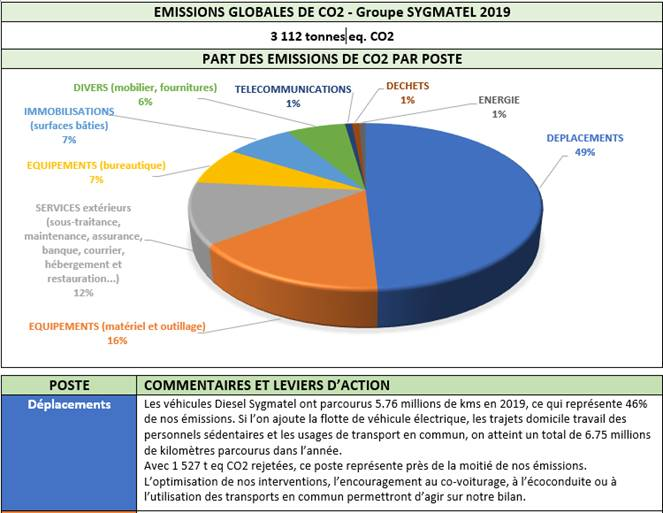 EMISSIONS GLOBALES DE CO2 - Groupe SYGMATEL 2019
3 112 tonnes eq. CO2
PART DES EMISSIONS DE CO2 PAR POSTE
DIVERS (mobilier, fournitures)
6%
TELECOMMUNICATIONS
1%
DECHETS
1%
ENERGIE
1%
DEPLACEMENTS
49%
IMMOBILISATIONS
(surfaces bâties)
7%
EQUIPEMENTS (bureautique)
7%
SERVICES extérieurs
(sous-traitance,
maintenance, assurance,
banque, courrier,
hébergement et
restauration...)
12%
EQUIPEMENTS (matériel et outillage)
16%
POSTE
COMMENTAIRES ET LEVIERS D'ACTION
Déplacements
Les véhicules Diesel Sygmatel ont parcourus 5.76 millions de kms en 2019, ce qui représente 46%
de nos émissions. Si l'on ajoute la flotte de véhicule électrique, les trajets domicile travail des
personnels sédentaires et les usages de transport en commun, on atteint un total de 6.75 millions
de kilomètres parcourus dans l'année.
Avec 1 527 t eq CO2 rejetées, ce poste représente près de la moitié de nos émissions.
L'optimisation de nos interventions, l'encouragement au co-voiturage, à l'écoconduite ou à
l'utilisation des transports en commun permettront d'agir sur notre bilan.